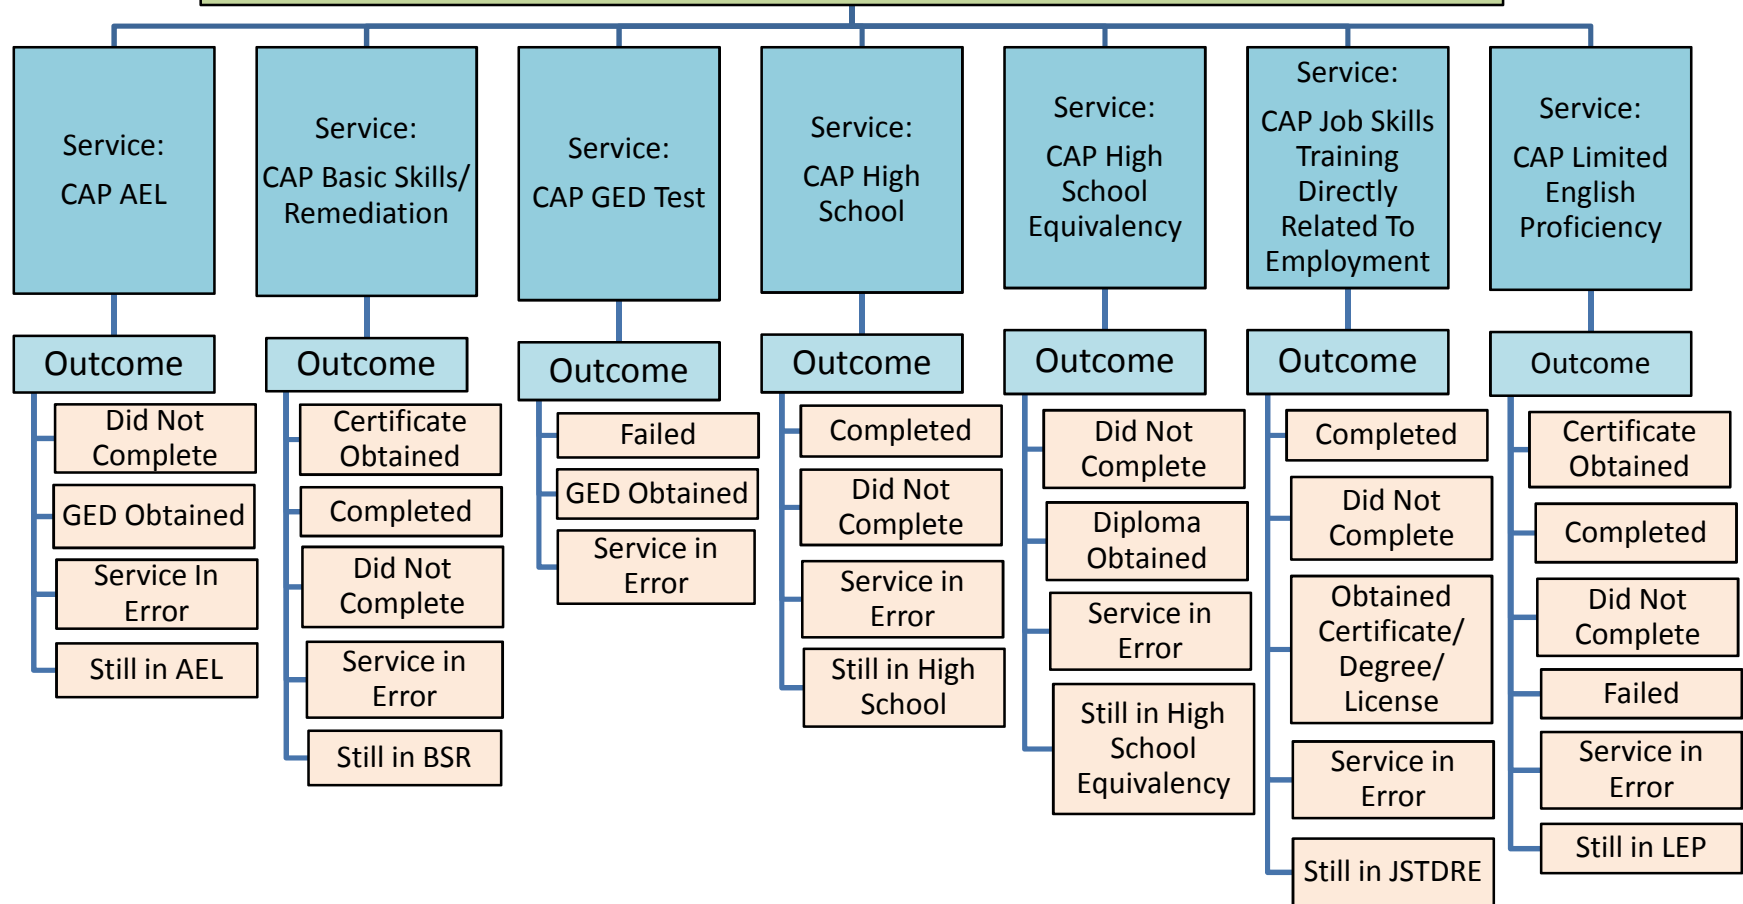 Service:
CAP AEL
Outcome
Did Not
Complete
GED Obtained
Service In
Error
Still in AEL
Service:
CAP Basic Skills/
Remediation
Outcome
Certificate
Obtained
Completed
Did Not
Complete
Service in
Error
Still in BSR
Service:
CAP GED Test
Outcome
Failed
GED Obtained
Service in
Error
Service:
CAP High
School
Outcome
Completed
Did Not
Complete
Service in
Error
Still in High
School
Service:
CAP High
School
Equivalency
Outcome
Did Not
Complete
Diploma
Obtained
Service in
Error
Still in High
School
Equivalency
Service:
CAP Job Skills
Training
Directly
Related To
Employment
Outcome
Completed
Did Not
Complete
Obtained
Certificate/
Degree/
License
Service in
Error
Still in JSTDRE
Service:
CAP Limited
English
Proficiency
Outcome
Certificate
Obtained
Completed
Did Not
Complete
Failed
Service in
Error
Still in LEP